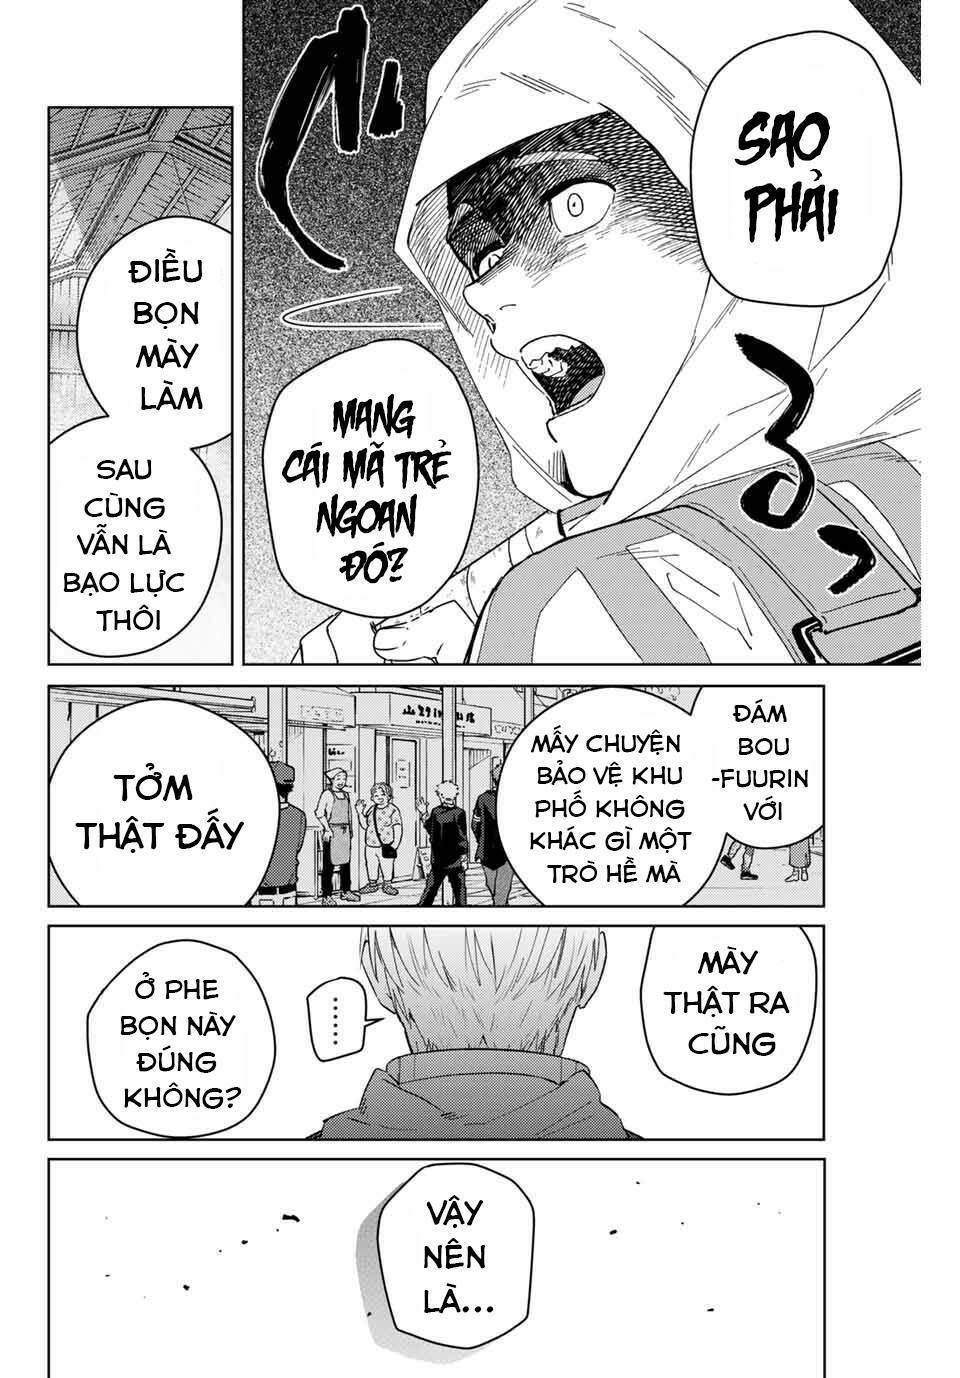 SAO
PHẢI
MANG
CÁI MÃ TRẺ
NGOAN
ĐÓ?
ĐIỀU
BỌN
MÀY
LÀM
SAU
CÙNG
VẪN LÀ
BẠO LỰC
THÔI
ĐÁM
BOU
-FUURIN
VỚI
MẤY CHUYỆN
BẢO VỆ KHU
PHỐ KHÔNG
KHÁC GÌ MỘT
TRÒ HỀ MÀ
TỞM
THẬT ĐẤY
MÀY
THẬT RA
CŨNG
......
Ở PHE
BỌN NÀY
ĐÚNG
KHÔNG?
VẬY
NÊN
LÀ...